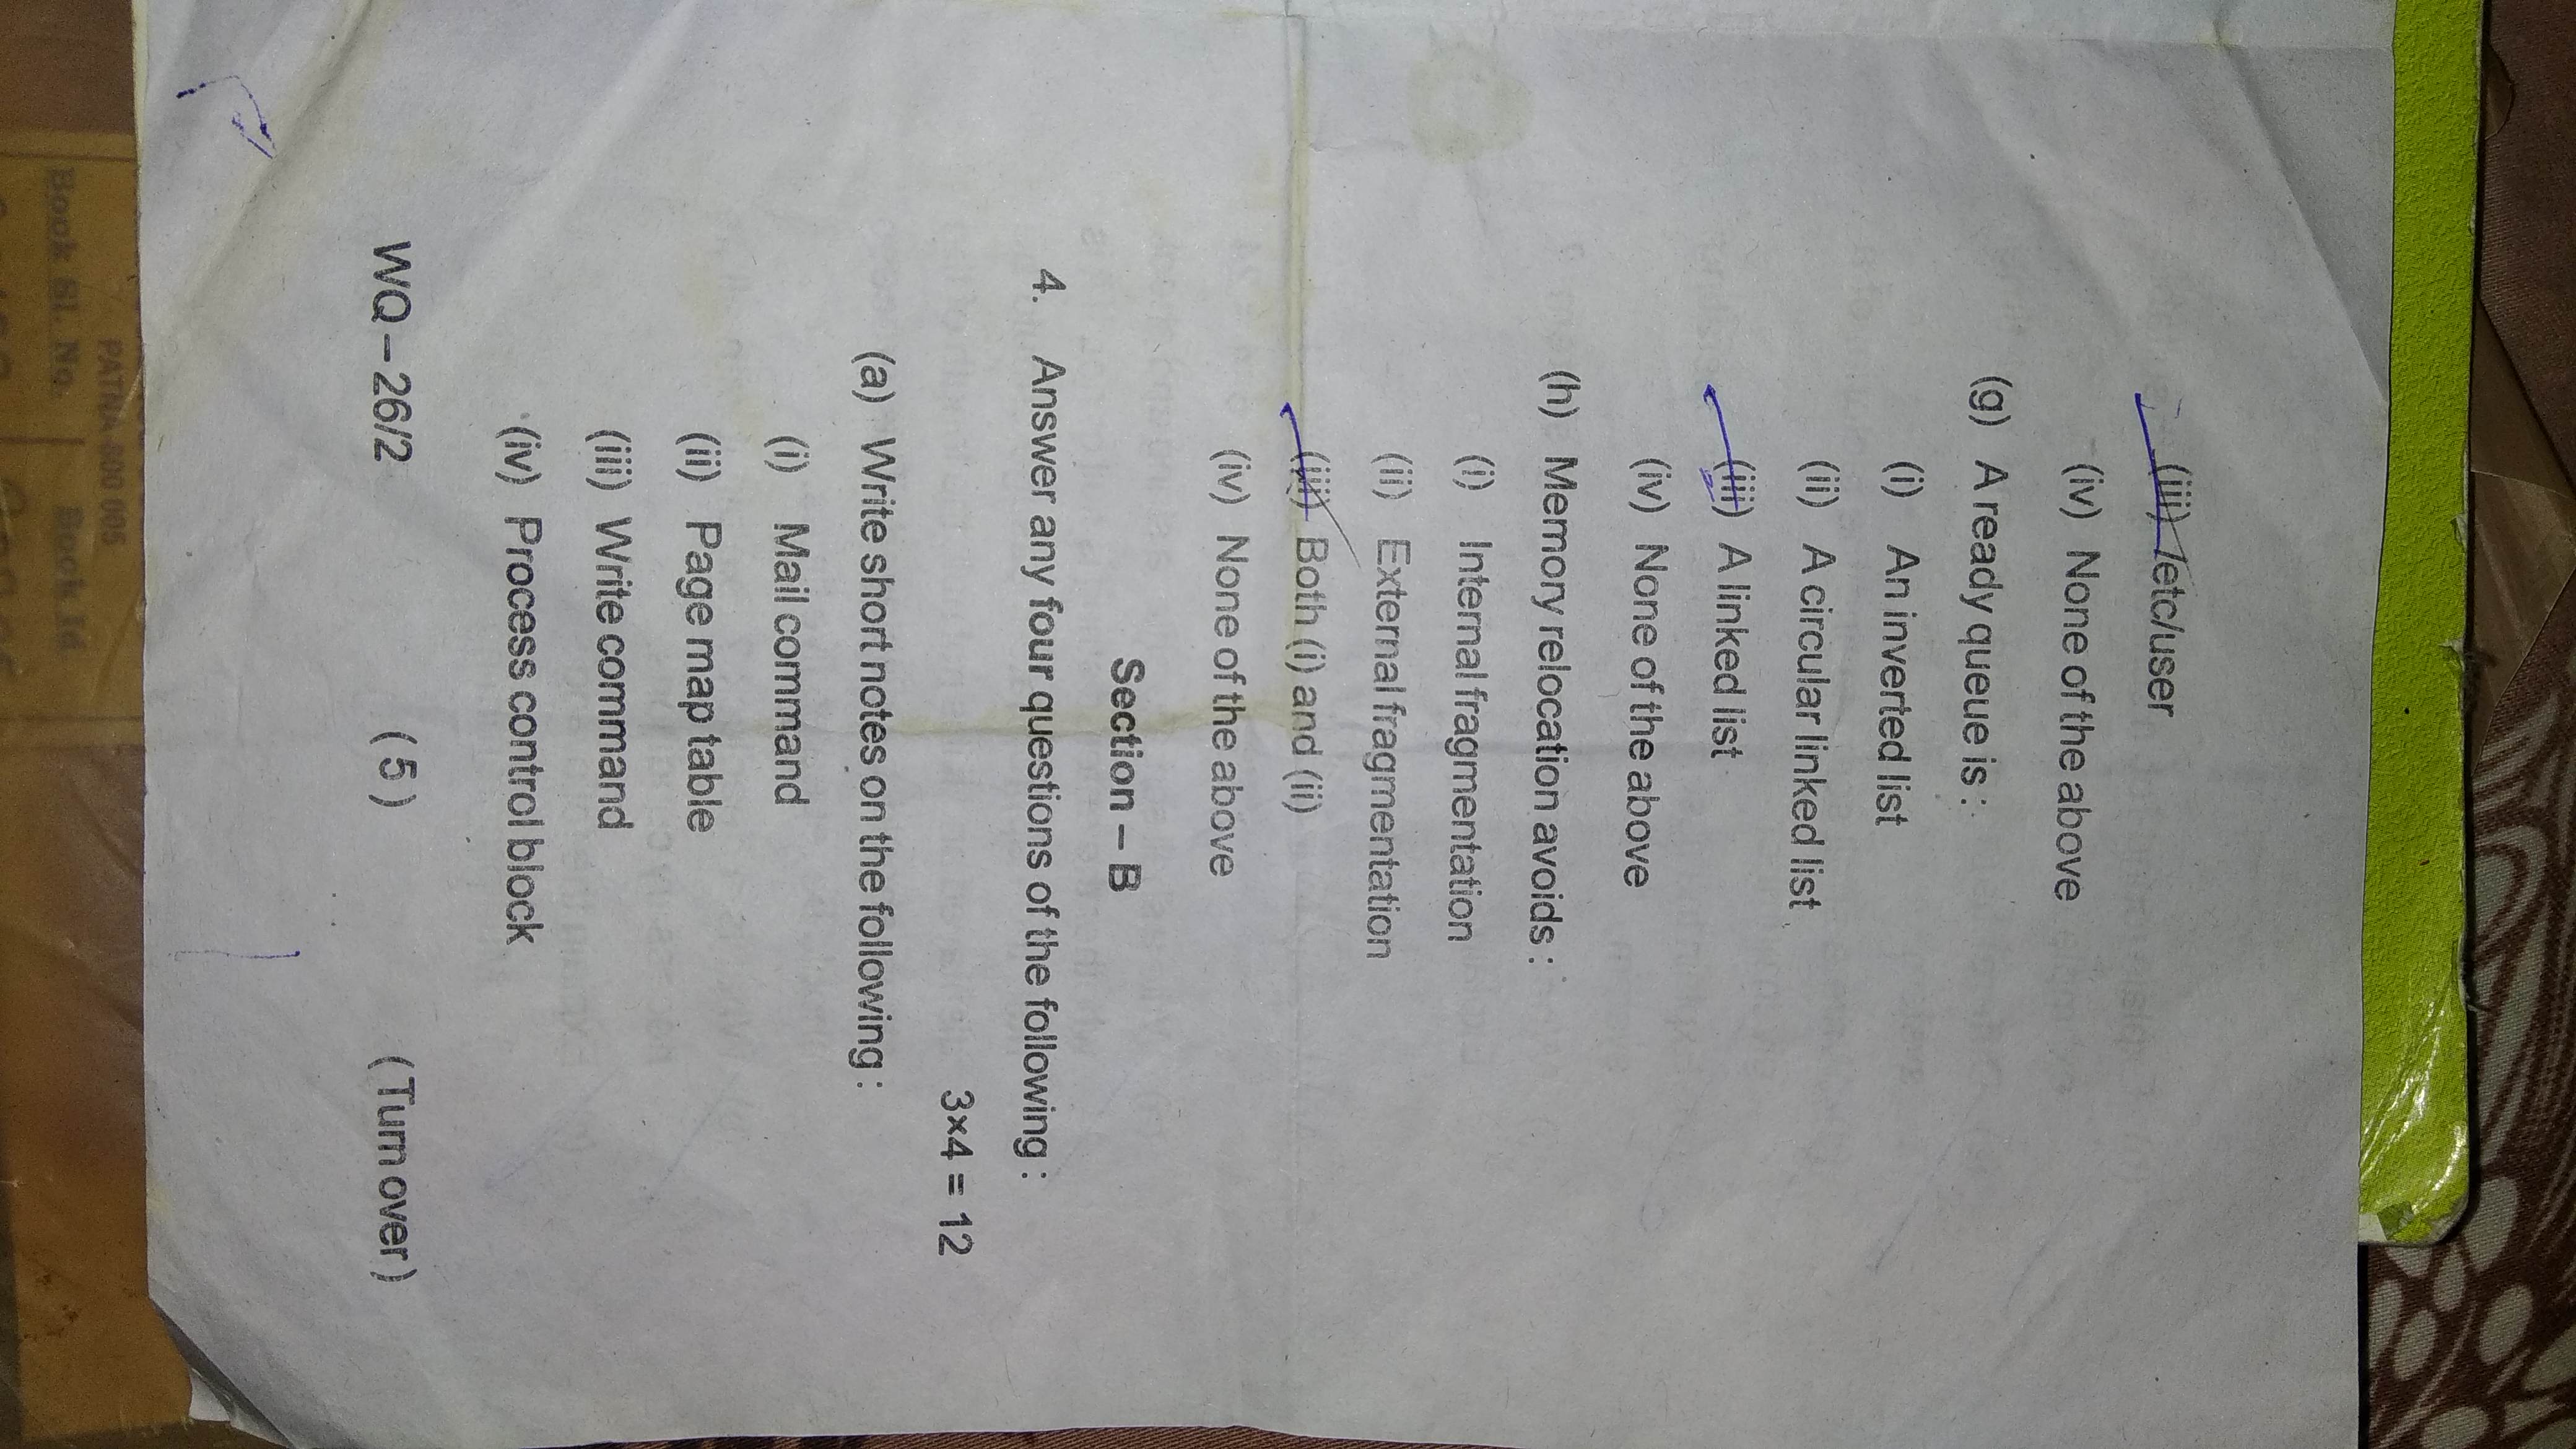 (iii) /etc/user
(iv) None of the above
(g) A ready queue is :
(i) An inverted list
(ii) A circular linked list
(iii) A linked list
(iv) None of the above
(h) Memory relocation avoids :
(i) Internal fragmentation
(ii) External fragmentation
(iii) Both (i) and (ii)
(iv) None of the above
Section – B
4. Answer any four questions of the following :
3×4 = 12
(a) Write short notes on the following :
(i) Mail command
(ii) Page map table
(iii) Write command
(iv) Process control block
WQ – 26/2 (5) (Turn over)
PATNA 800 005
Book Sl. No. Book Id.